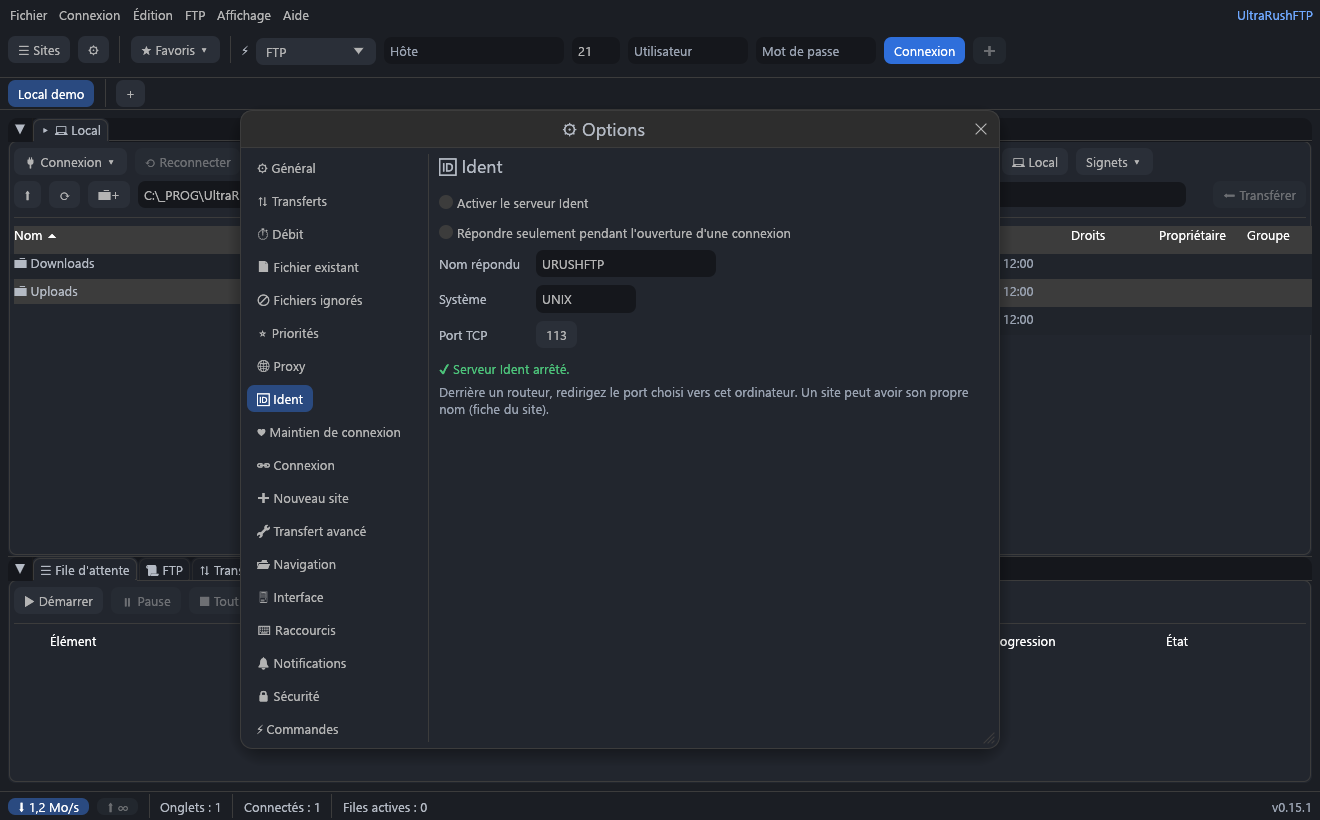 Fichier Connexion Édition FTP Affichage Aide UltraRushFTP
Sites Favoris FTP Hôte 21 Utilisateur Mot de passe Connexion +
Local demo +
Local
Options
Connexion Reconnecter Local Signets
C:\_PROG\UltraR Transférer
Nom Droits Propriétaire Groupe
Downloads 12:00
Uploads 12:00
12:00
Général
Transferts
Débit
Fichier existant
Fichiers ignorés
Priorités
Proxy
Ident
Maintien de connexion
Connexion
Nouveau site
Transfert avancé
Navigation
Interface
Raccourcis
Notifications
Sécurité
Commandes
ID Ident
Activer le serveur Ident
Répondre seulement pendant l'ouverture d'une connexion
Nom répondu URUSHFTP
Système UNIX
Port TCP 113
✓ Serveur Ident arrêté.
Derrière un routeur, redirigez le port choisi vers cet ordinateur. Un site peut avoir son propre
nom (fiche du site).
File d'attente FTP Trans
Démarrer Pause Tout
Élément ogression État
1,2 Mo/s ∞ Onglets : 1 Connectés : 1 Files actives : 0 v0.15.1